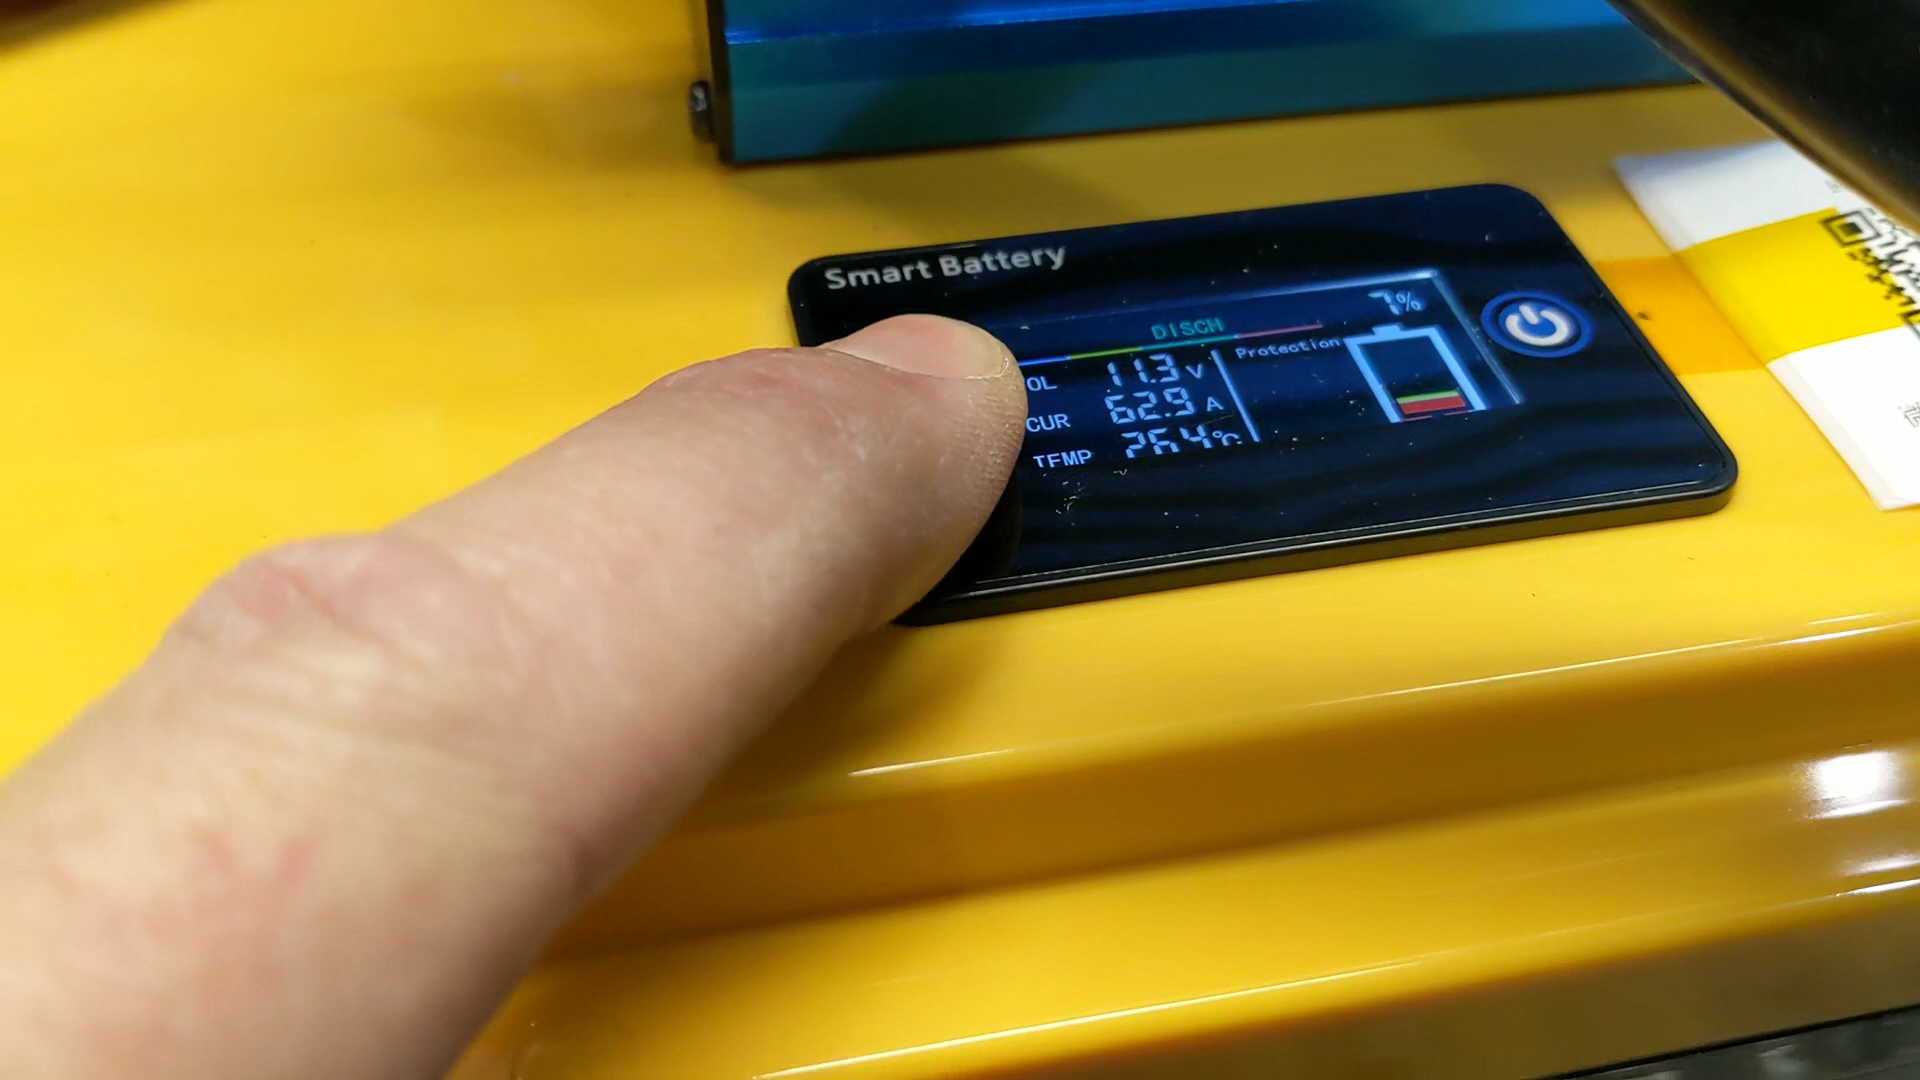 Smart Battery
7%
DISCH
Protection
OL 11.3 V
CUR 62.9 A
TEMP 26.4 °C